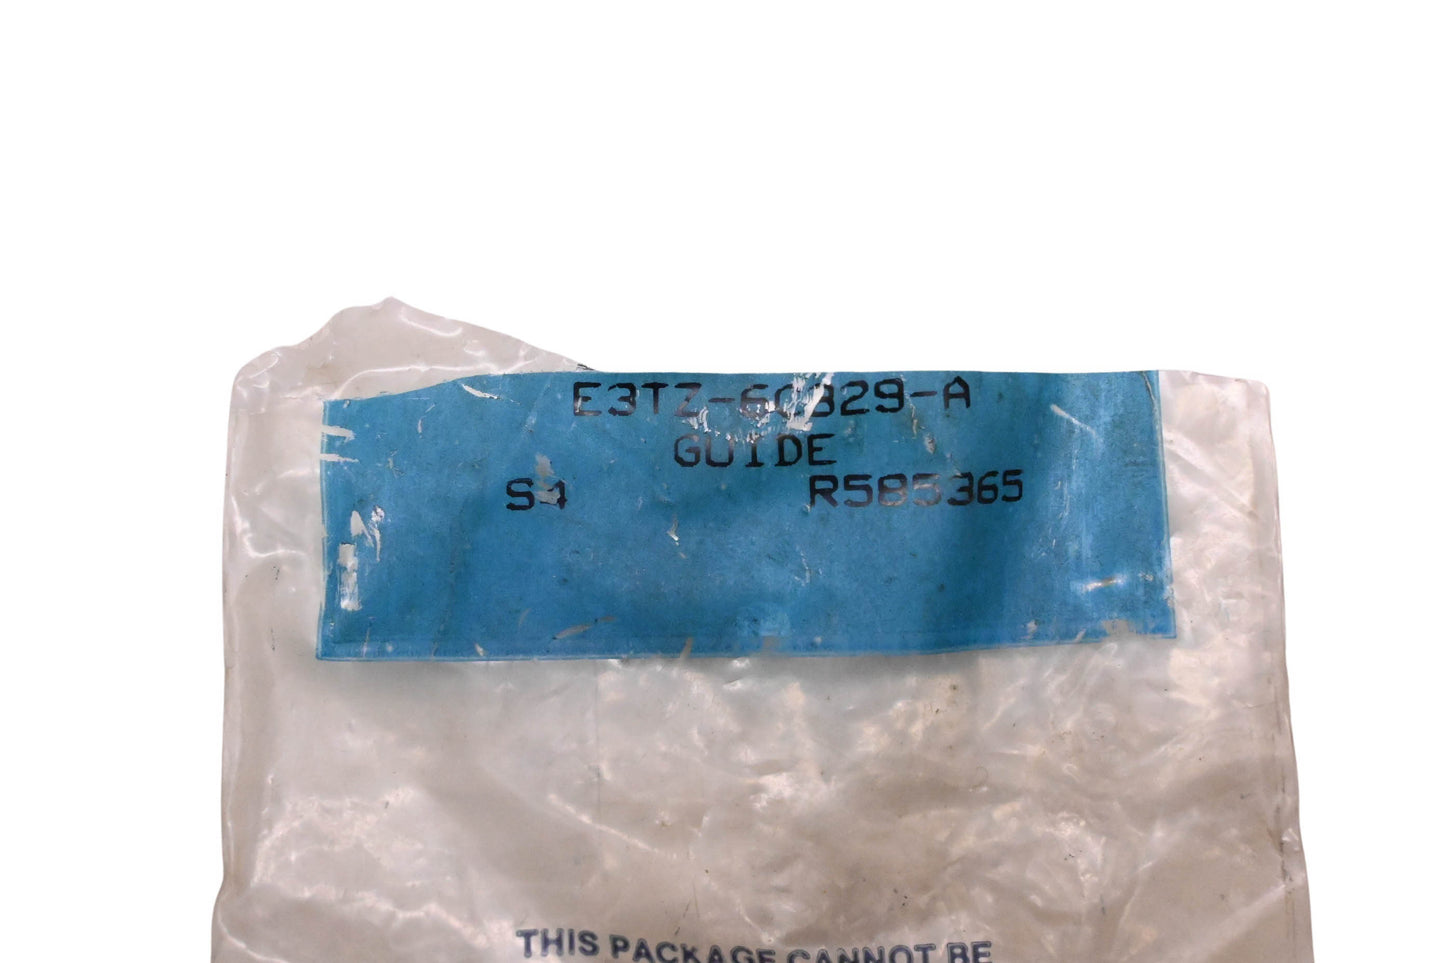 E3TZ-6C329-A
GUIDE
S4 R585365
THIS PACKAGE CANNOT BE